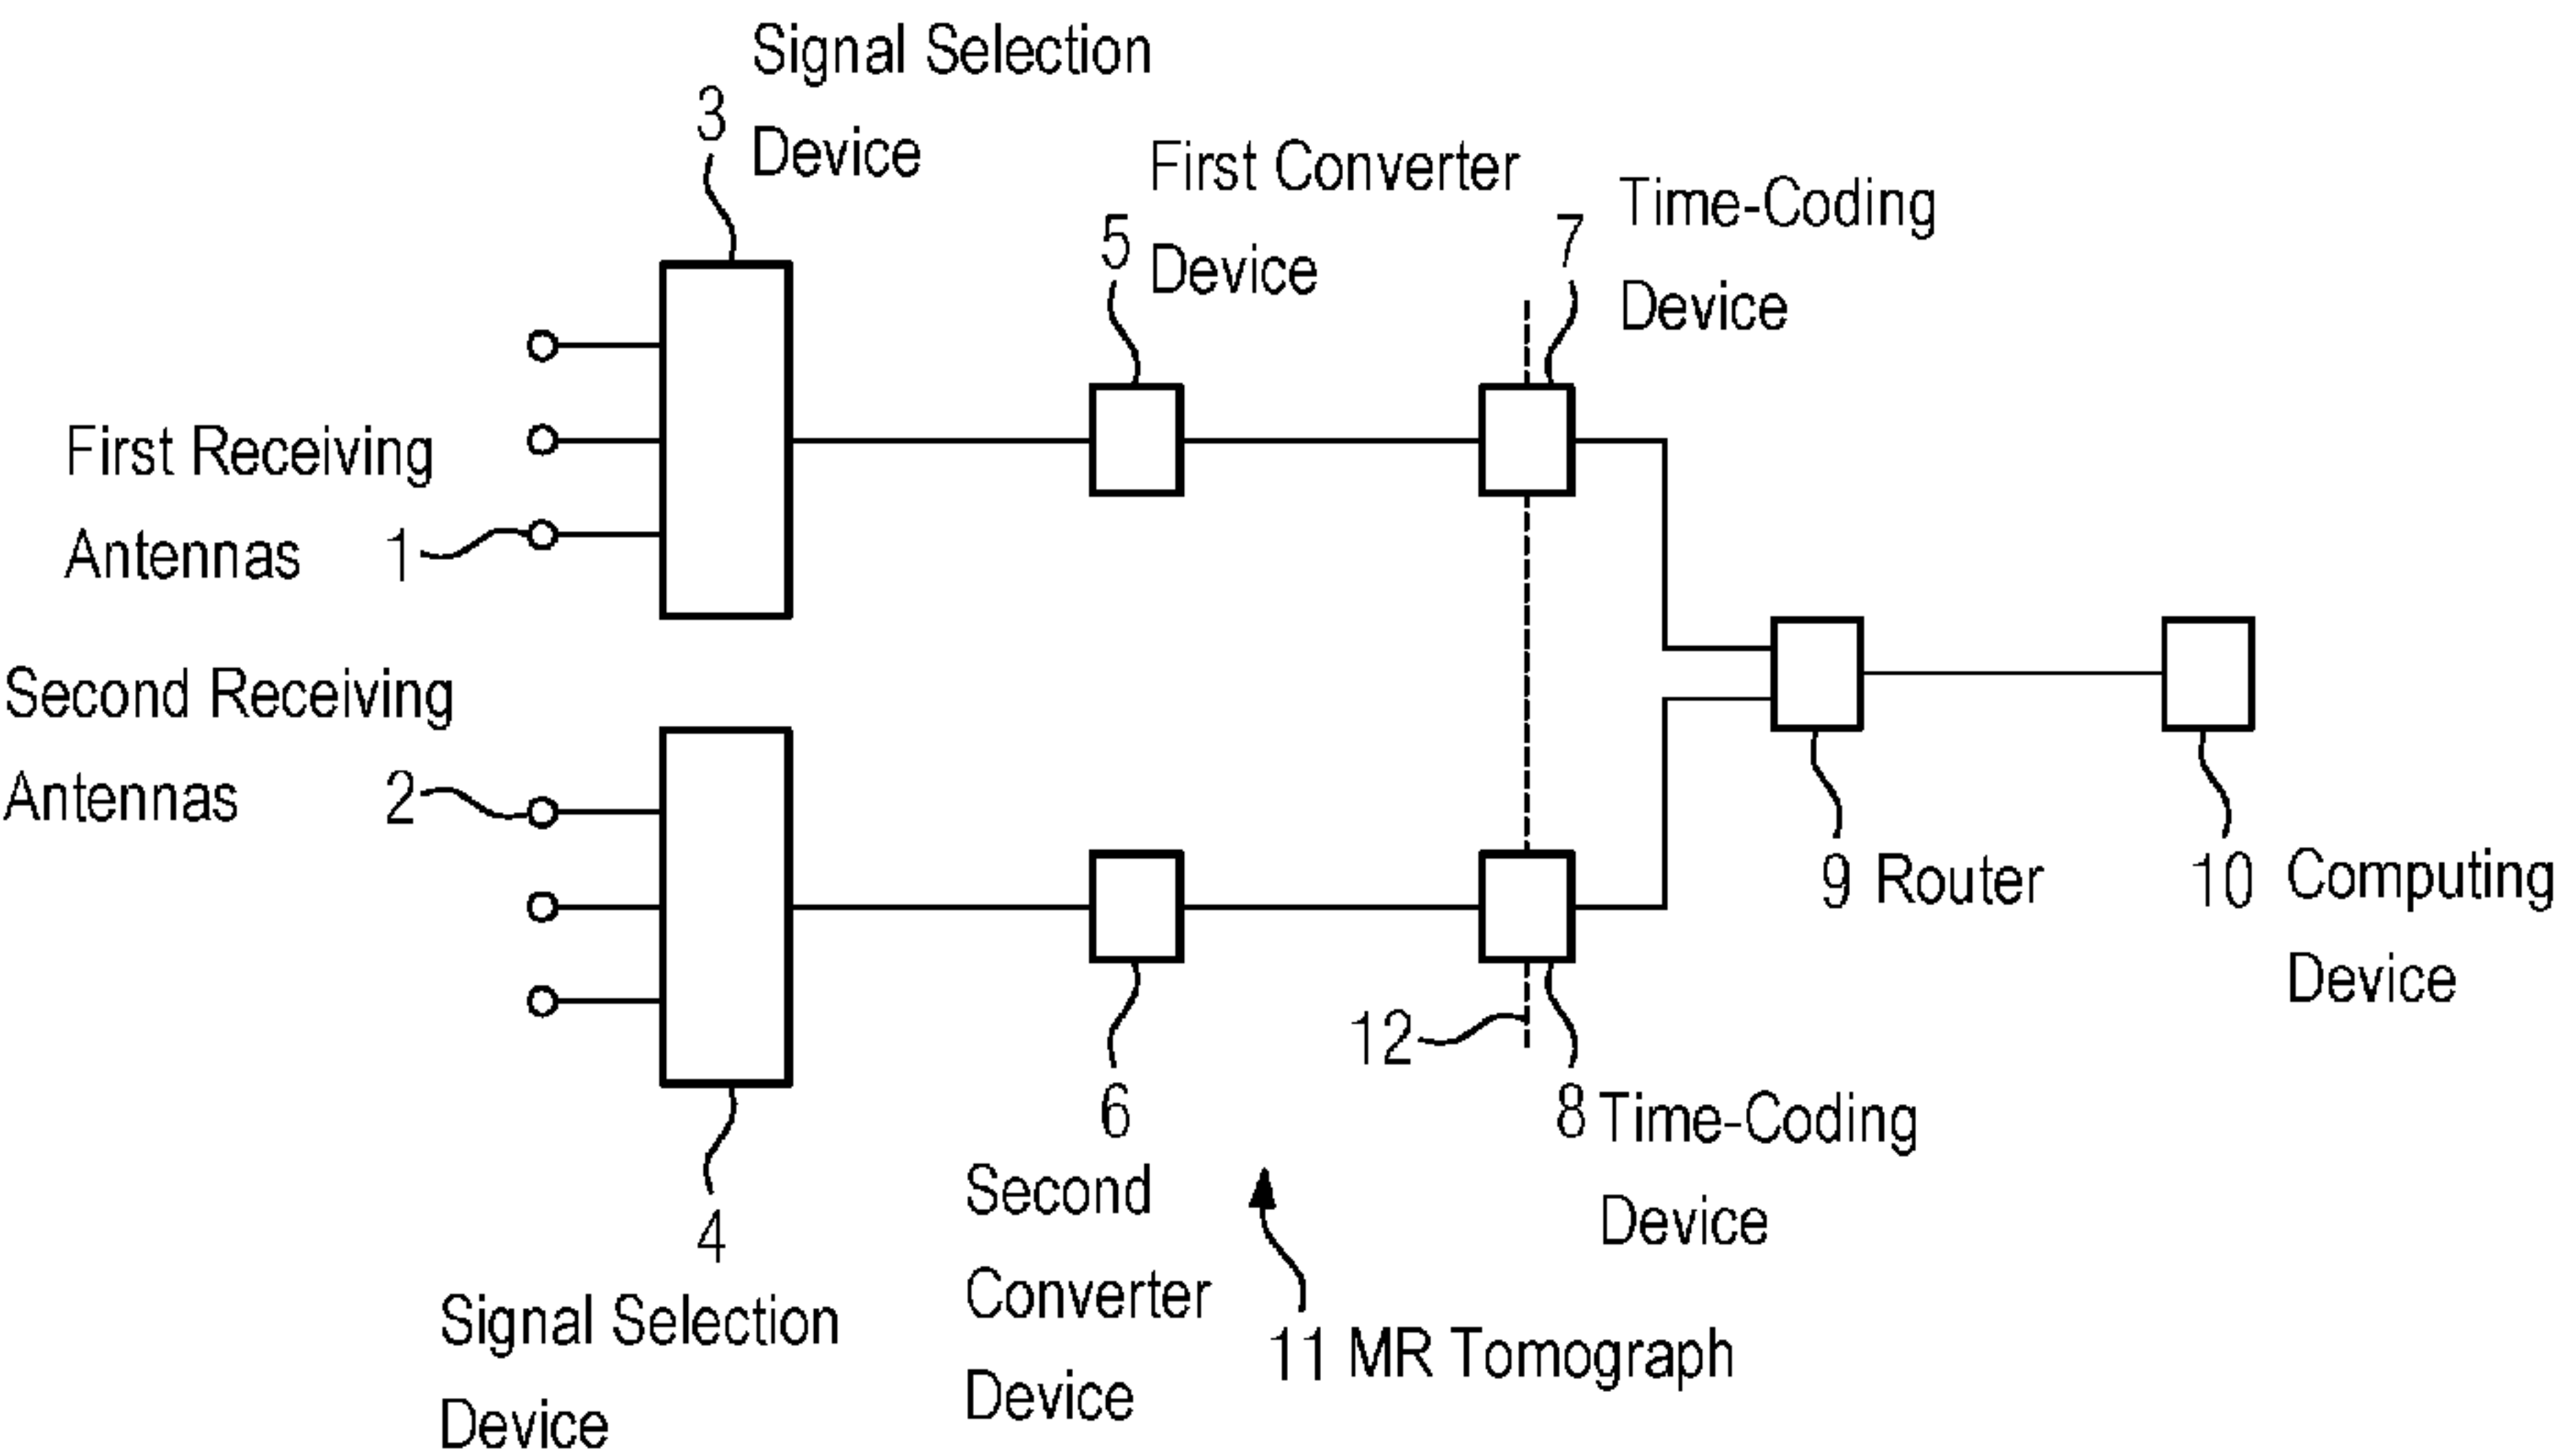 Signal Selection
3
Device
First Converter
5
Device
7
Time-Coding
Device
First Receiving
Antennas 1
Second Receiving
Antennas 2
9 Router
10 Computing
Device
12
6
Second
Converter
Device
8 Time-Coding
Device
4
Signal Selection
Device
11 MR Tomograph